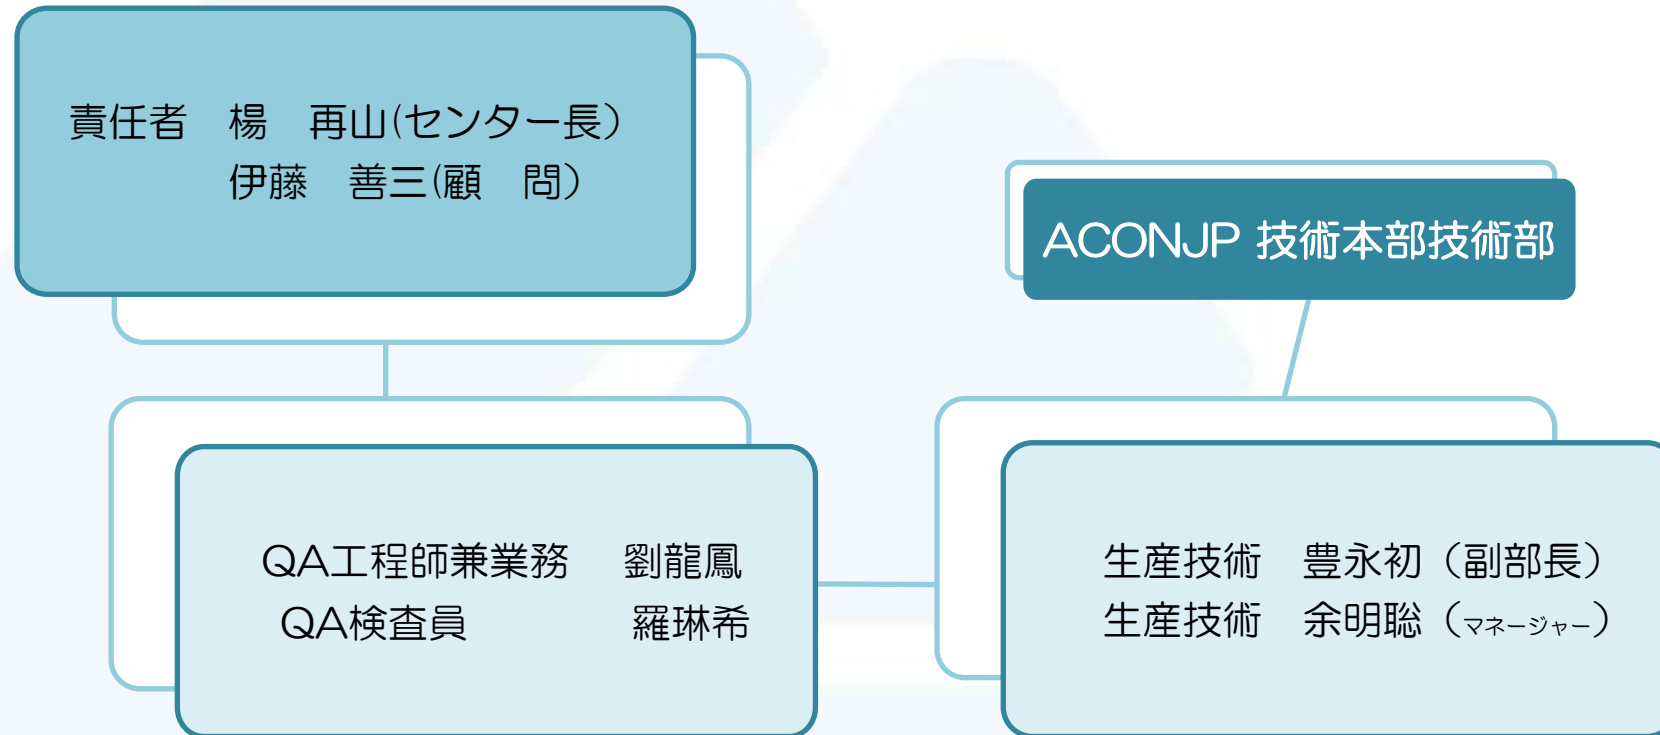 責任者　楊　再山(センター長）
伊藤　善三(顧　問）
ACONJP 技術本部技術部
QA工程師兼業務　劉龍鳳
QA検査員　羅琳希
生産技術　豊永初（副部長）
生産技術　余明聡（マネージャー）